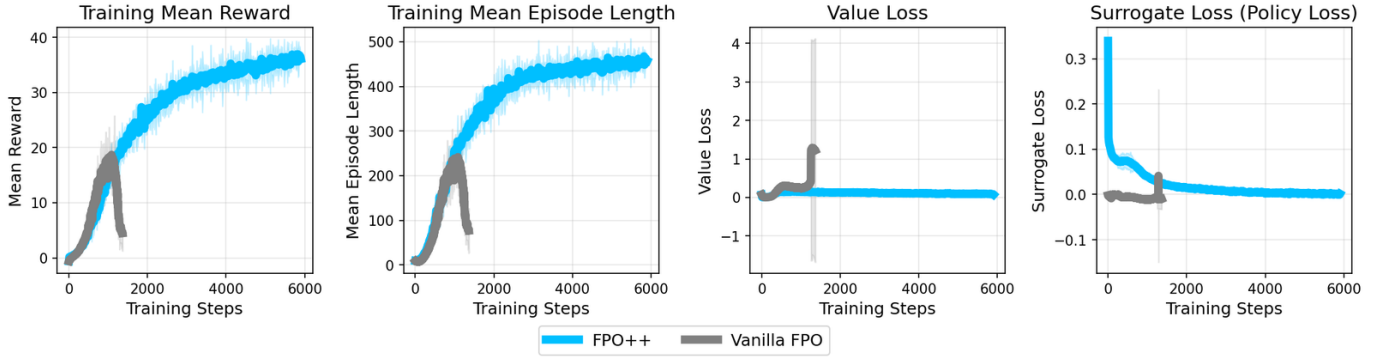 Training Mean Reward
Mean Reward
40
30
20
10
0
0 2000 4000 6000
Training Steps
Training Mean Episode Length
Mean Episode Length
500
400
300
200
100
0
0 2000 4000 6000
Training Steps
Value Loss
Value Loss
4
3
2
1
0
−1
0 2000 4000 6000
Training Steps
Surrogate Loss (Policy Loss)
Surrogate Loss
0.3
0.2
0.1
0.0
−0.1
0 2000 4000 6000
Training Steps
FPO++ Vanilla FPO